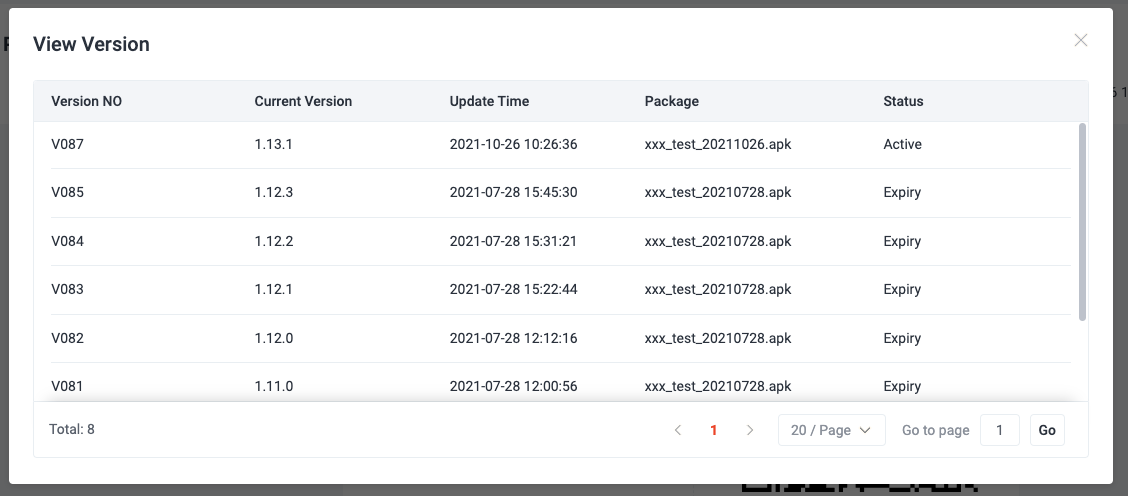 View Version
Version NO Current Version Update Time Package Status
V087 1.13.1 2021-10-26 10:26:36 xxx_test_20211026.apk Active
V085 1.12.3 2021-07-28 15:45:30 xxx_test_20210728.apk Expiry
V084 1.12.2 2021-07-28 15:31:21 xxx_test_20210728.apk Expiry
V083 1.12.1 2021-07-28 15:22:44 xxx_test_20210728.apk Expiry
V082 1.12.0 2021-07-28 12:12:16 xxx_test_20210728.apk Expiry
V081 1.11.0 2021-07-28 12:00:56 xxx_test_20210728.apk Expiry
Total: 8 1 20 / Page Go to page 1 Go